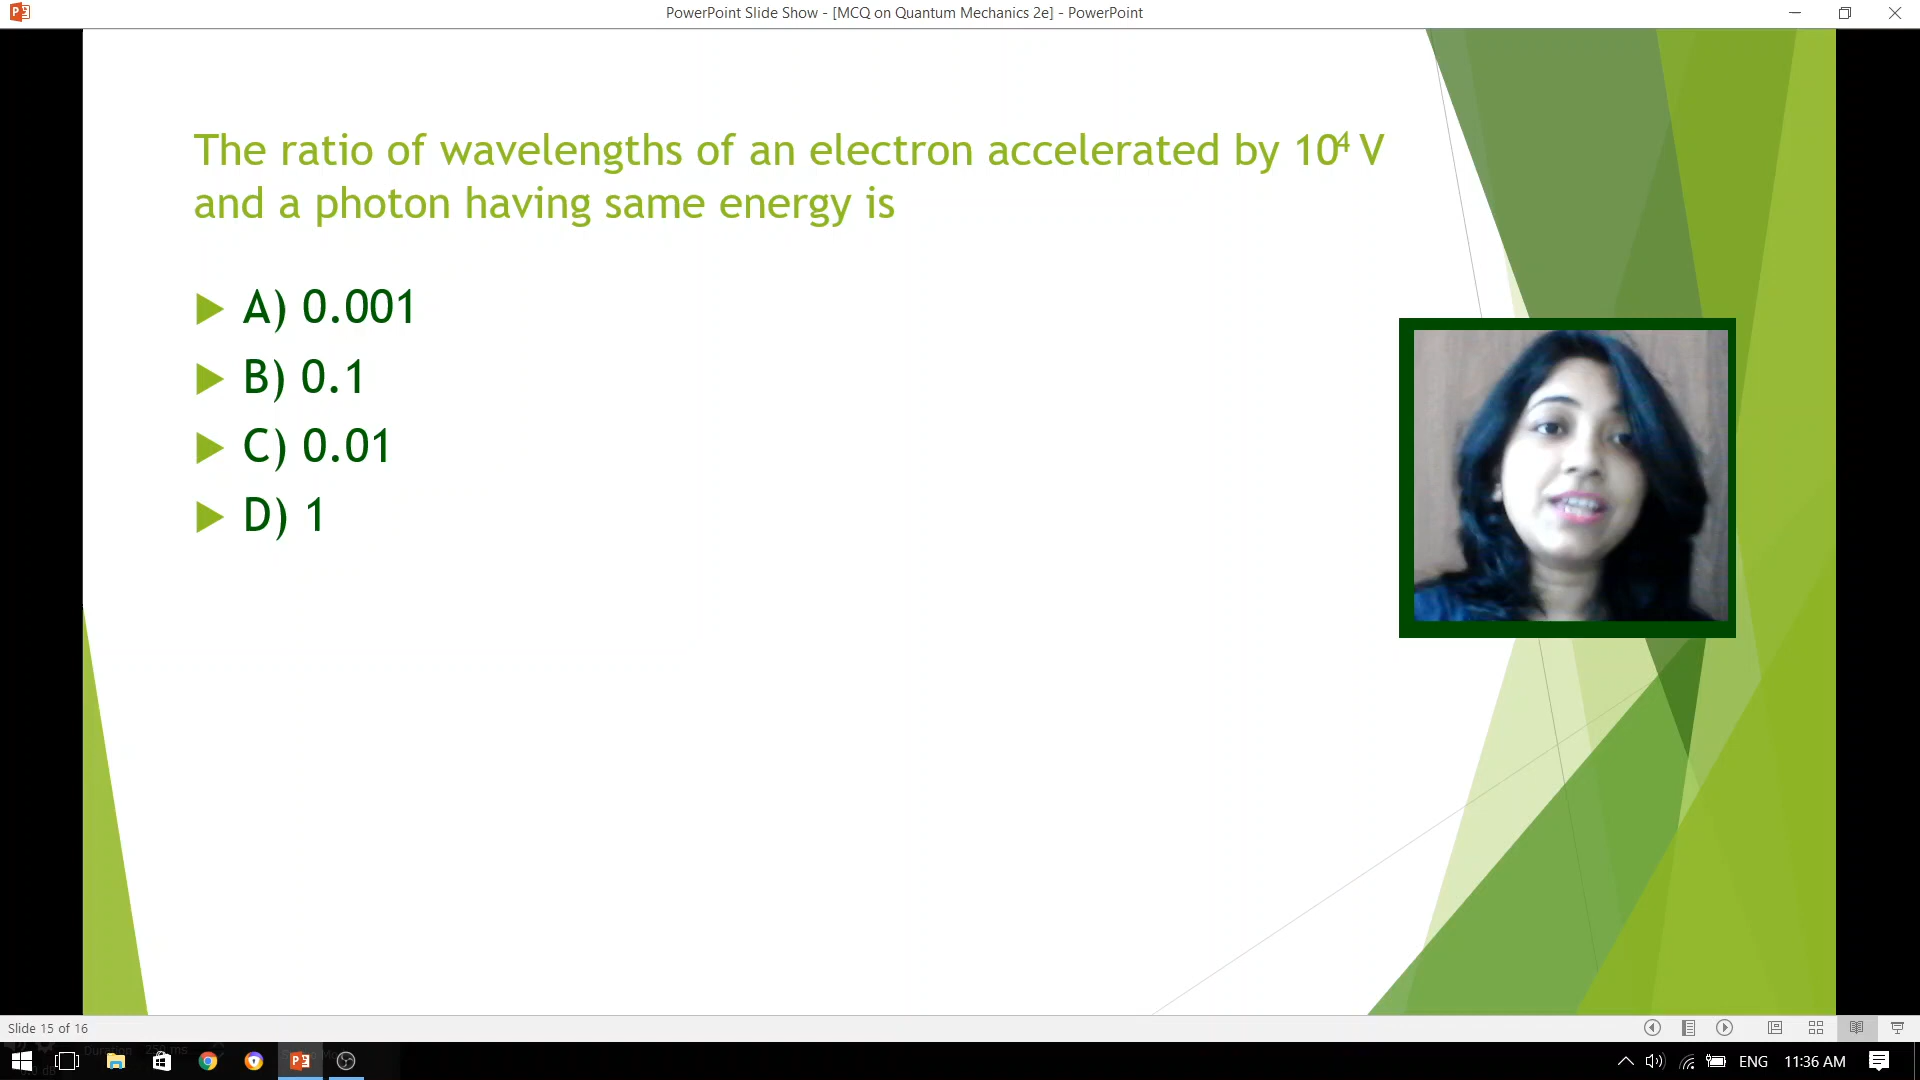 PowerPoint Slide Show - [MCQ on Quantum Mechanics 2e] - PowerPoint
The ratio of wavelengths of an electron accelerated by 10⁴ V
and a photon having same energy is
A) 0.001
B) 0.1
C) 0.01
D) 1
Slide 15 of 16
Duration
ENG
11:36 AM